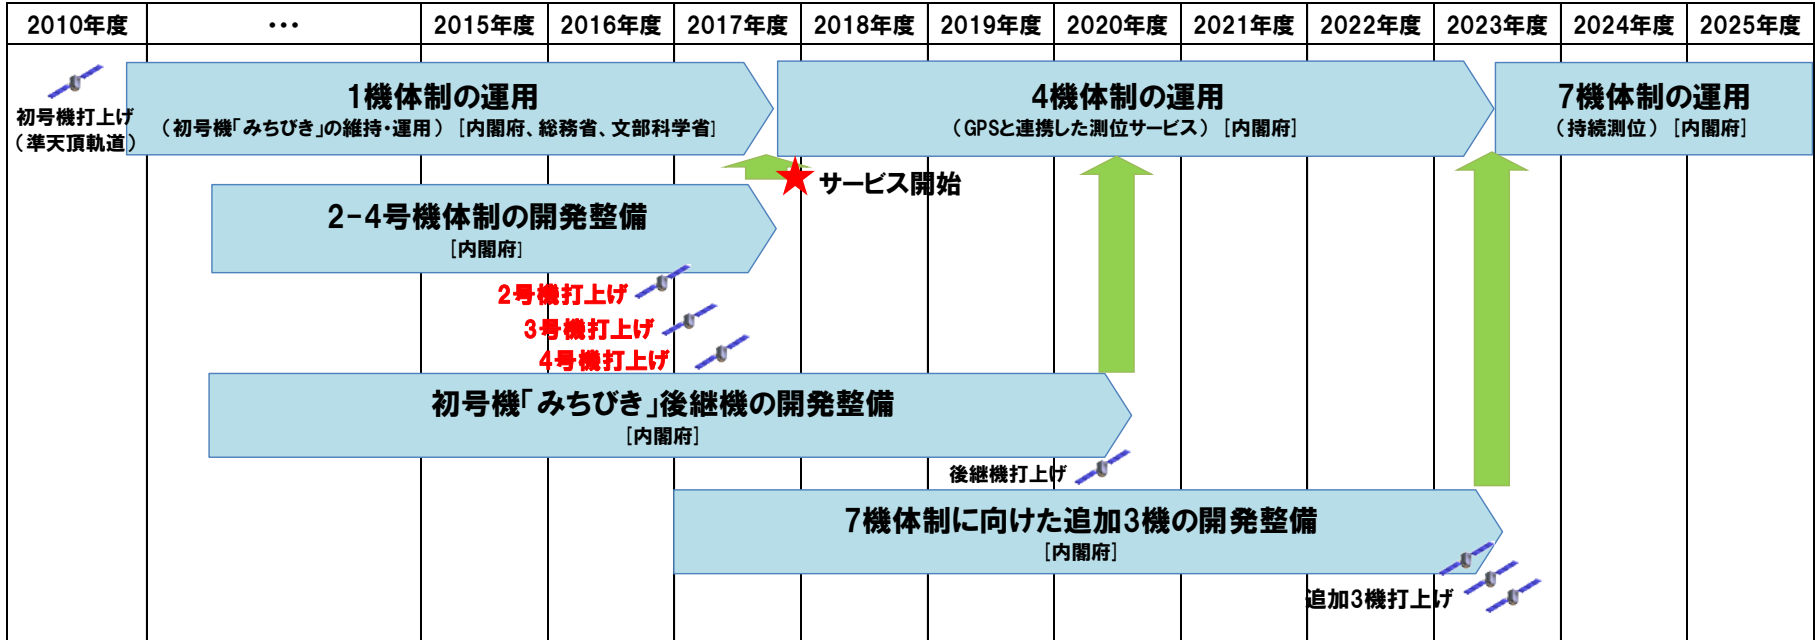 2010年度 ・・・ 2015年度 2016年度 2017年度 2018年度 2019年度 2020年度 2021年度 2022年度 2023年度 2024年度 2025年度
初号機打上げ
（準天頂軌道）
1機体制の運用
（初号機「みちびき」の維持・運用） [内閣府、総務省、文部科学省]
4機体制の運用
（GPSと連携した測位サービス） [内閣府]
7機体制の運用
（持続測位） [内閣府]
サービス開始
2-4号機体制の開発整備
[内閣府]
2号機打上げ
3号機打上げ
4号機打上げ
初号機「みちびき」後継機の開発整備
[内閣府]
後継機打上げ
7機体制に向けた追加3機の開発整備
[内閣府]
追加3機打上げ